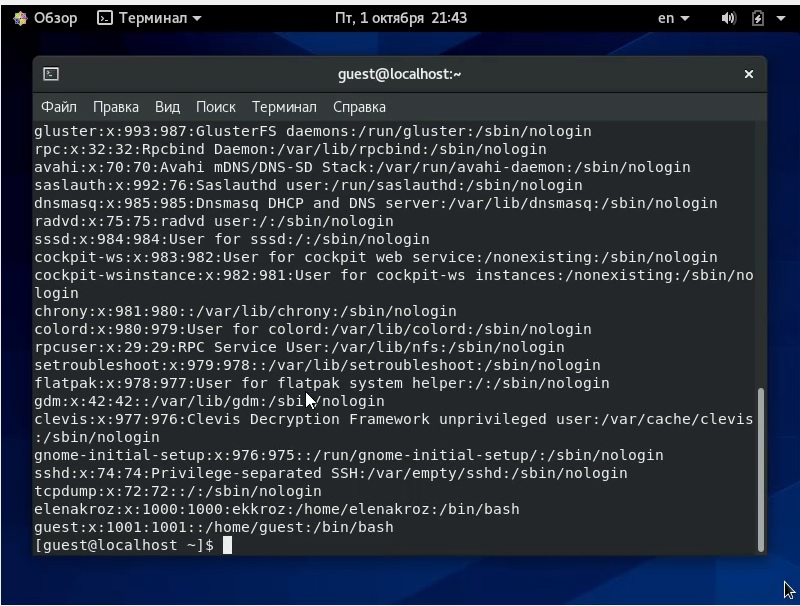 Обзор Терминал Пт, 1 октября 21:43 en
guest@localhost:~
Файл Правка Вид Поиск Терминал Справка
gluster:x:993:987:GlusterFS daemons:/run/gluster:/sbin/nologin
rpc:x:32:32:Rpcbind Daemon:/var/lib/rpcbind:/sbin/nologin
avahi:x:70:70:Avahi mDNS/DNS-SD Stack:/var/run/avahi-daemon:/sbin/nologin
saslauth:x:992:76:Saslauthd user:/run/saslauthd:/sbin/nologin
dnsmasq:x:985:985:Dnsmasq DHCP and DNS server:/var/lib/dnsmasq:/sbin/nologin
radvd:x:75:75:radvd user:/:/sbin/nologin
sssd:x:984:984:User for sssd:/:/sbin/nologin
cockpit-ws:x:983:982:User for cockpit web service:/nonexisting:/sbin/nologin
cockpit-wsinstance:x:982:981:User for cockpit-ws instances:/nonexisting:/sbin/no
login
chrony:x:981:980::/var/lib/chrony:/sbin/nologin
colord:x:980:979:User for colord:/var/lib/colord:/sbin/nologin
rpcuser:x:29:29:RPC Service User:/var/lib/nfs:/sbin/nologin
setroubleshoot:x:979:978::/var/lib/setroubleshoot:/sbin/nologin
flatpak:x:978:977:User for flatpak system helper:/:/sbin/nologin
gdm:x:42:42::/var/lib/gdm:/sbin/nologin
clevis:x:977:976:Clevis Decryption Framework unprivileged user:/var/cache/clevis
:/sbin/nologin
gnome-initial-setup:x:976:975::/run/gnome-initial-setup/:/sbin/nologin
sshd:x:74:74:Privilege-separated SSH:/var/empty/sshd:/sbin/nologin
tcpdump:x:72:72::/:/sbin/nologin
elenakroz:x:1000:1000:ekkroz:/home/elenakroz:/bin/bash
guest:x:1001:1001::/home/guest:/bin/bash
[guest@localhost ~]$